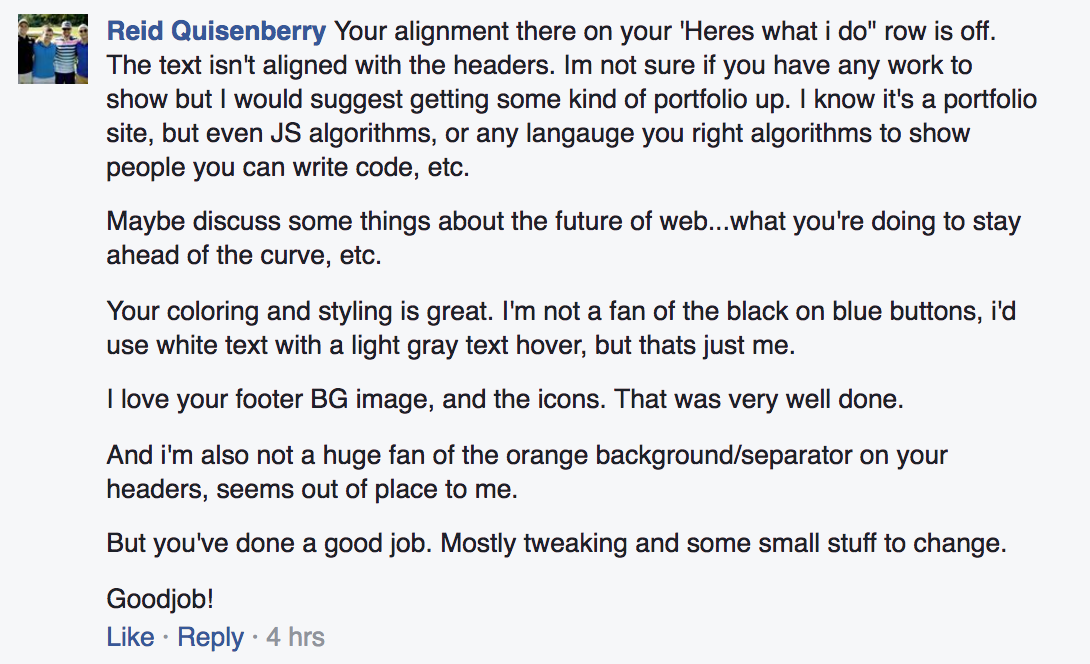 Reid Quisenberry Your alignment there on your 'Heres what i do" row is off.
The text isn't aligned with the headers. Im not sure if you have any work to
show but I would suggest getting some kind of portfolio up. I know it's a portfolio
site, but even JS algorithms, or any langauge you right algorithms to show
people you can write code, etc.
Maybe discuss some things about the future of web...what you're doing to stay
ahead of the curve, etc.
Your coloring and styling is great. I'm not a fan of the black on blue buttons, i'd
use white text with a light gray text hover, but thats just me.
I love your footer BG image, and the icons. That was very well done.
And i'm also not a huge fan of the orange background/separator on your
headers, seems out of place to me.
But you've done a good job. Mostly tweaking and some small stuff to change.
Goodjob!
Like · Reply · 4 hrs